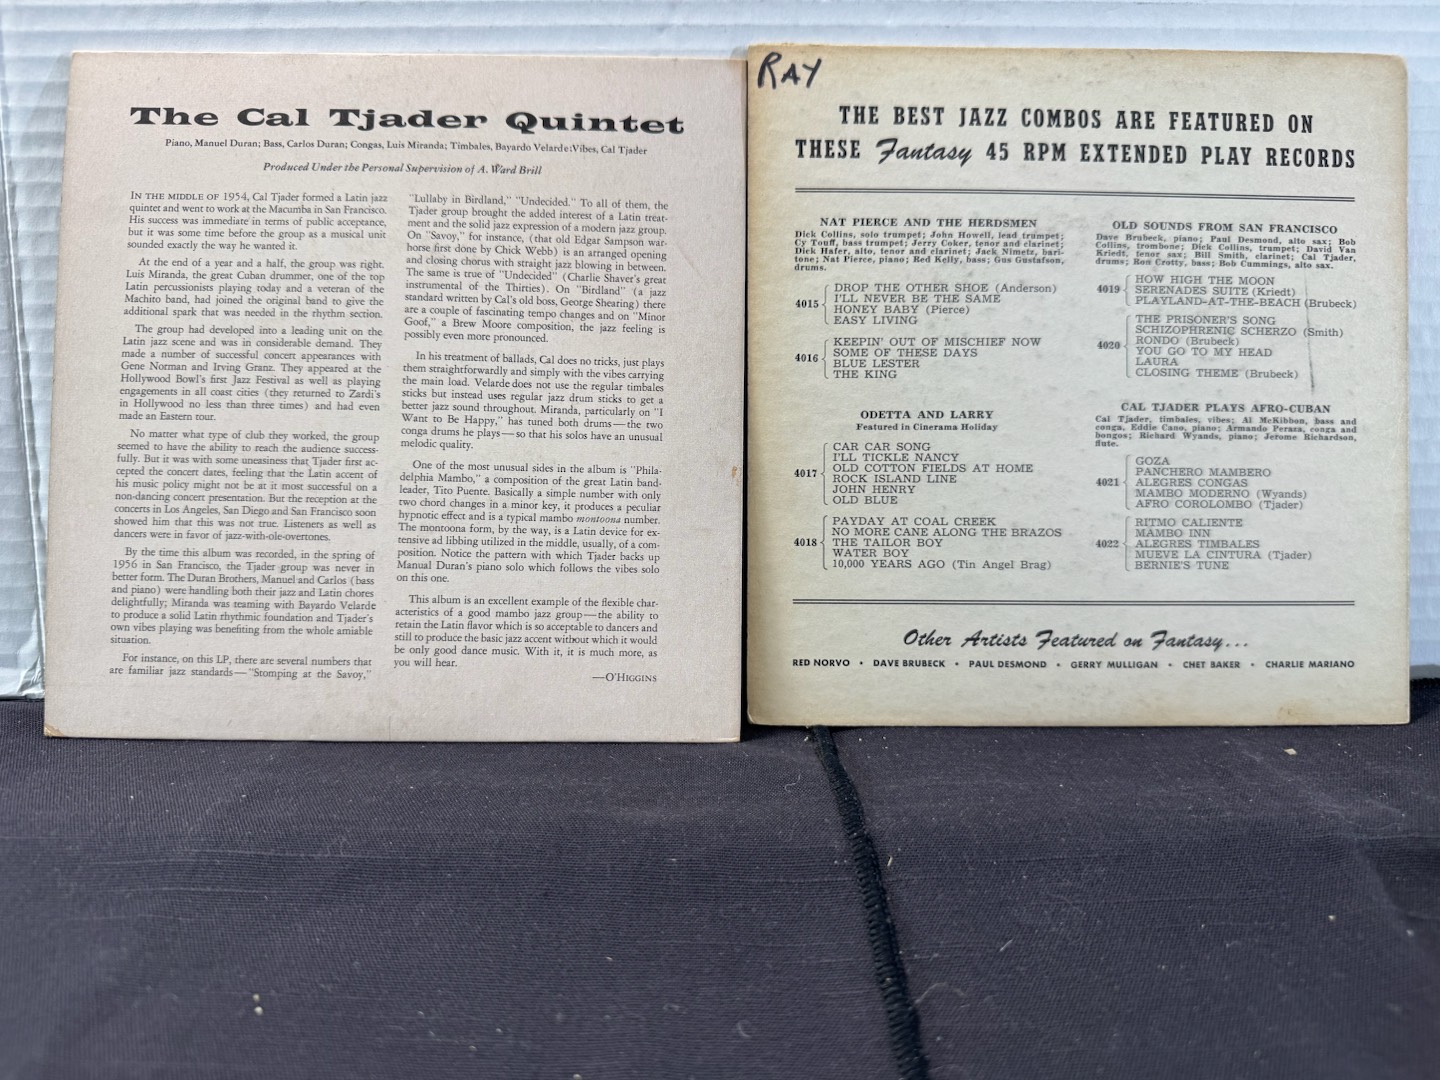 The Cal Tjader Quintet
Piano, Manuel Duran; Bass, Carlos Duran; Congas, Luis Miranda; Timbales, Bayardo Velarde; Vibes, Cal Tjader
Produced Under the Personal Supervision of A. Ward Brill
IN THE MIDDLE OF 1954, Cal Tjader formed a Latin jazz
quintet and went to work at the Macumba in San Francisco.
His success was immediate in terms of public acceptance,
but it was some time before the group as a musical unit
sounded exactly the way he wanted it.
At the end of a year and a half, the group was right.
Luis Miranda, the great Cuban drummer, one of the top
Latin percussionists playing today and a veteran of the
Machito band, had joined the original band to give the
additional spark that was needed in the rhythm section.
The group had developed into a leading unit on the
Latin jazz scene and was in considerable demand. They
made a number of successful concert appearances with
Gene Norman and Irving Granz. They appeared at the
Hollywood Bowl's first Jazz Festival as well as playing
engagements in all coast cities (they returned to Zardi's
in Hollywood no less than three times) and had even
made an Eastern tour.
No matter what type of club they worked, the group
seemed to have the ability to reach the audience success-
fully. But it was with some uneasiness that Tjader first ac-
cepted the concert dates, feeling that the Latin accent of
his music policy might not be at it most successful on a
non-dancing concert presentation. But the reception at the
concerts in Los Angeles, San Diego and San Francisco soon
showed him that this was not true. Listeners as well as
dancers were in favor of jazz-with-ole-overtones.
By the time this album was recorded, in the spring of
1956 in San Francisco, the Tjader group was never in
better form. The Duran Brothers, Manuel and Carlos (bass
and piano) were handling both their jazz and Latin chores
delightfully; Miranda was teaming with Bayardo Velarde
to produce a solid Latin rhythmic foundation and Tjader's
own vibes playing was benefiting from the whole amiable
situation.
For instance, on this LP, there are several numbers that
are familiar jazz standards—"Stomping at the Savoy,"
"Lullaby in Birdland," "Undecided." To all of them, the
Tjader group brought the added interest of a Latin treat-
ment and the solid jazz expression of a modern jazz group.
On "Savoy," for instance, (that old Edgar Sampson war-
horse first done by Chick Webb) is an arranged opening
and closing chorus with straight jazz blowing in between.
The same is true of "Undecided" (Charlie Shaver's great
instrumental of the Thirties). On "Birdland" (a jazz
standard written by Cal's old boss, George Shearing) there
are a couple of fascinating tempo changes and on "Minor
Goof," a Brew Moore composition, the jazz feeling is
possibly even more pronounced.
In his treatment of ballads, Cal does no tricks, just plays
them straightforwardly and simply with the vibes carrying
the main load. Velarde does not use the regular timbales
sticks but instead uses regular jazz drum sticks to get a
better jazz sound throughout. Miranda, particularly on "I
Want to Be Happy," has tuned both drums—the two
conga drums he plays—so that his solos have an unusual
melodic quality.
One of the most unusual sides in the album is "Phila-
delphia Mambo," a composition of the great Latin band-
leader, Tito Puente. Basically a simple number with only
two chord changes in a minor key, it produces a peculiar
hypnotic effect and is a typical mambo montoona number.
The montoona form, by the way, is a Latin device for ex-
tensive ad libbing utilized in the middle, usually, of a com-
position. Notice the pattern with which Tjader backs up
Manual Duran's piano solo which follows the vibes solo
on this one.
This album is an excellent example of the flexible char-
acteristics of a good mambo jazz group—the ability to
retain the Latin flavor which is so acceptable to dancers and
still to produce the basic jazz accent without which it would
be only good dance music. With it, it is much more, as
you will hear.
—O'HIGGINS
RAY
THE BEST JAZZ COMBOS ARE FEATURED ON
THESE Fantasy 45 RPM EXTENDED PLAY RECORDS
NAT PIERCE AND THE HERDSMEN
Dick Collins, solo trumpet; John Howell, lead trumpet;
Cy Touff, bass trumpet; Jerry Coker, tenor and clarinet;
Dick Hafer, alto, tenor and clarinet; Jack Nimetz, bari-
tone; Nat Pierce, piano; Red Kelly, bass; Gus Gustafson,
drums.
4015
DROP THE OTHER SHOE (Anderson)
I'LL NEVER BE THE SAME
HONEY BABY (Pierce)
EASY LIVING
4016
KEEPIN' OUT OF MISCHIEF NOW
SOME OF THESE DAYS
BLUE LESTER
THE KING
ODETTA AND LARRY
Featured in Cinerama Holiday
4017
CAR CAR SONG
I'LL TICKLE NANCY
OLD COTTON FIELDS AT HOME
ROCK ISLAND LINE
JOHN HENRY
OLD BLUE
4018
PAYDAY AT COAL CREEK
NO MORE CANE ALONG THE BRAZOS
THE TAILOR BOY
WATER BOY
10,000 YEARS AGO (Tin Angel Brag)
OLD SOUNDS FROM SAN FRANCISCO
Dave Brubeck, piano; Paul Desmond, alto sax; Bob
Collins, trombone; Dick Collins, trumpet; David Van
Kriedt, tenor sax; Bill Smith, clarinet; Cal Tjader,
drums; Ron Crotty, bass; Bob Cummings, alto sax.
4019
HOW HIGH THE MOON
SERENADES SUITE (Kriedt)
PLAYLAND-AT-THE-BEACH (Brubeck)
4020
THE PRISONER'S SONG
SCHIZOPHRENIC SCHERZO (Smith)
RONDO (Brubeck)
YOU GO TO MY HEAD
LAURA
CLOSING THEME (Brubeck)
CAL TJADER PLAYS AFRO-CUBAN
Cal Tjader, timbales, vibes; Al McKibbon, bass and
conga, Eddie Cano, piano; Armando Peraza, conga and
bongos; Richard Wyands, piano; Jerome Richardson,
flute.
4021
GOZA
PANCHERO MAMBERO
ALEGRES CONGAS
MAMBO MODERNO (Wyands)
AFRO COROLOMBO (Tjader)
4022
RITMO CALIENTE
MAMBO INN
ALEGRES TIMBALES
MUEVE LA CINTURA (Tjader)
BERNIE'S TUNE
Other Artists Featured on Fantasy...
RED NORVO • DAVE BRUBECK • PAUL DESMOND • GERRY MULLIGAN • CHET BAKER • CHARLIE MARIANO